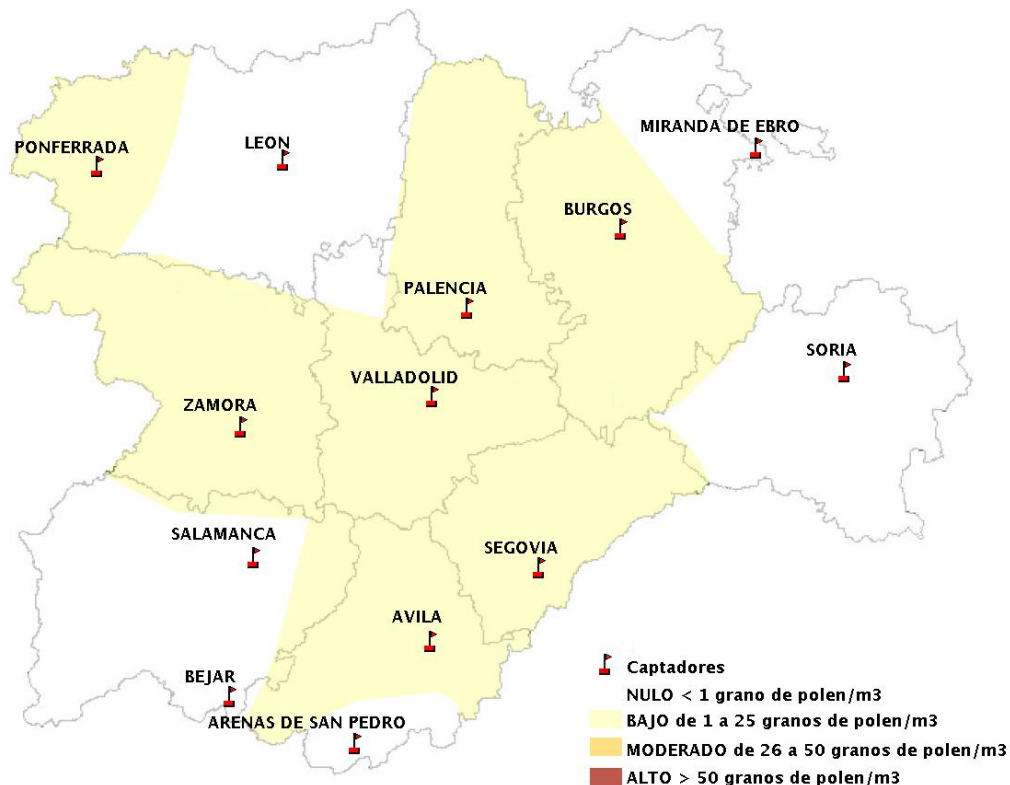 MIRANDA DE EBRO
PONFERRADA
LEON
BURGOS
PALENCIA
SORIA
VALLADOLID
ZAMORA
SALAMANCA
SEGOVIA
AVILA
BEJAR
ARENAS DE SAN PEDRO
Captadores
NULO < 1 grano de polen/m3
BAJO de 1 a 25 granos de polen/m3
MODERADO de 26 a 50 granos de polen/m3
ALTO > 50 granos de polen/m3